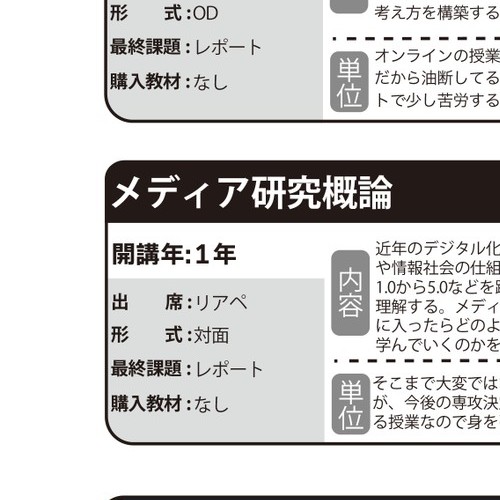 形 式:OD
最終課題:レポート
購入教材:なし
考え方を構築する
単位
オンラインの授業
だから油断してる
トで少し苦労する
メディア研究概論
開講年:1年
出 席:リアペ
形 式:対面
最終課題:レポート
購入教材:なし
内容
近年のデジタル化
や情報社会の仕組
1.0から5.0などを
理解する。メディ
に入ったらどのよ
学んでいくのかを
単位
そこまで大変では
が、今後の専攻決
る授業なので身を